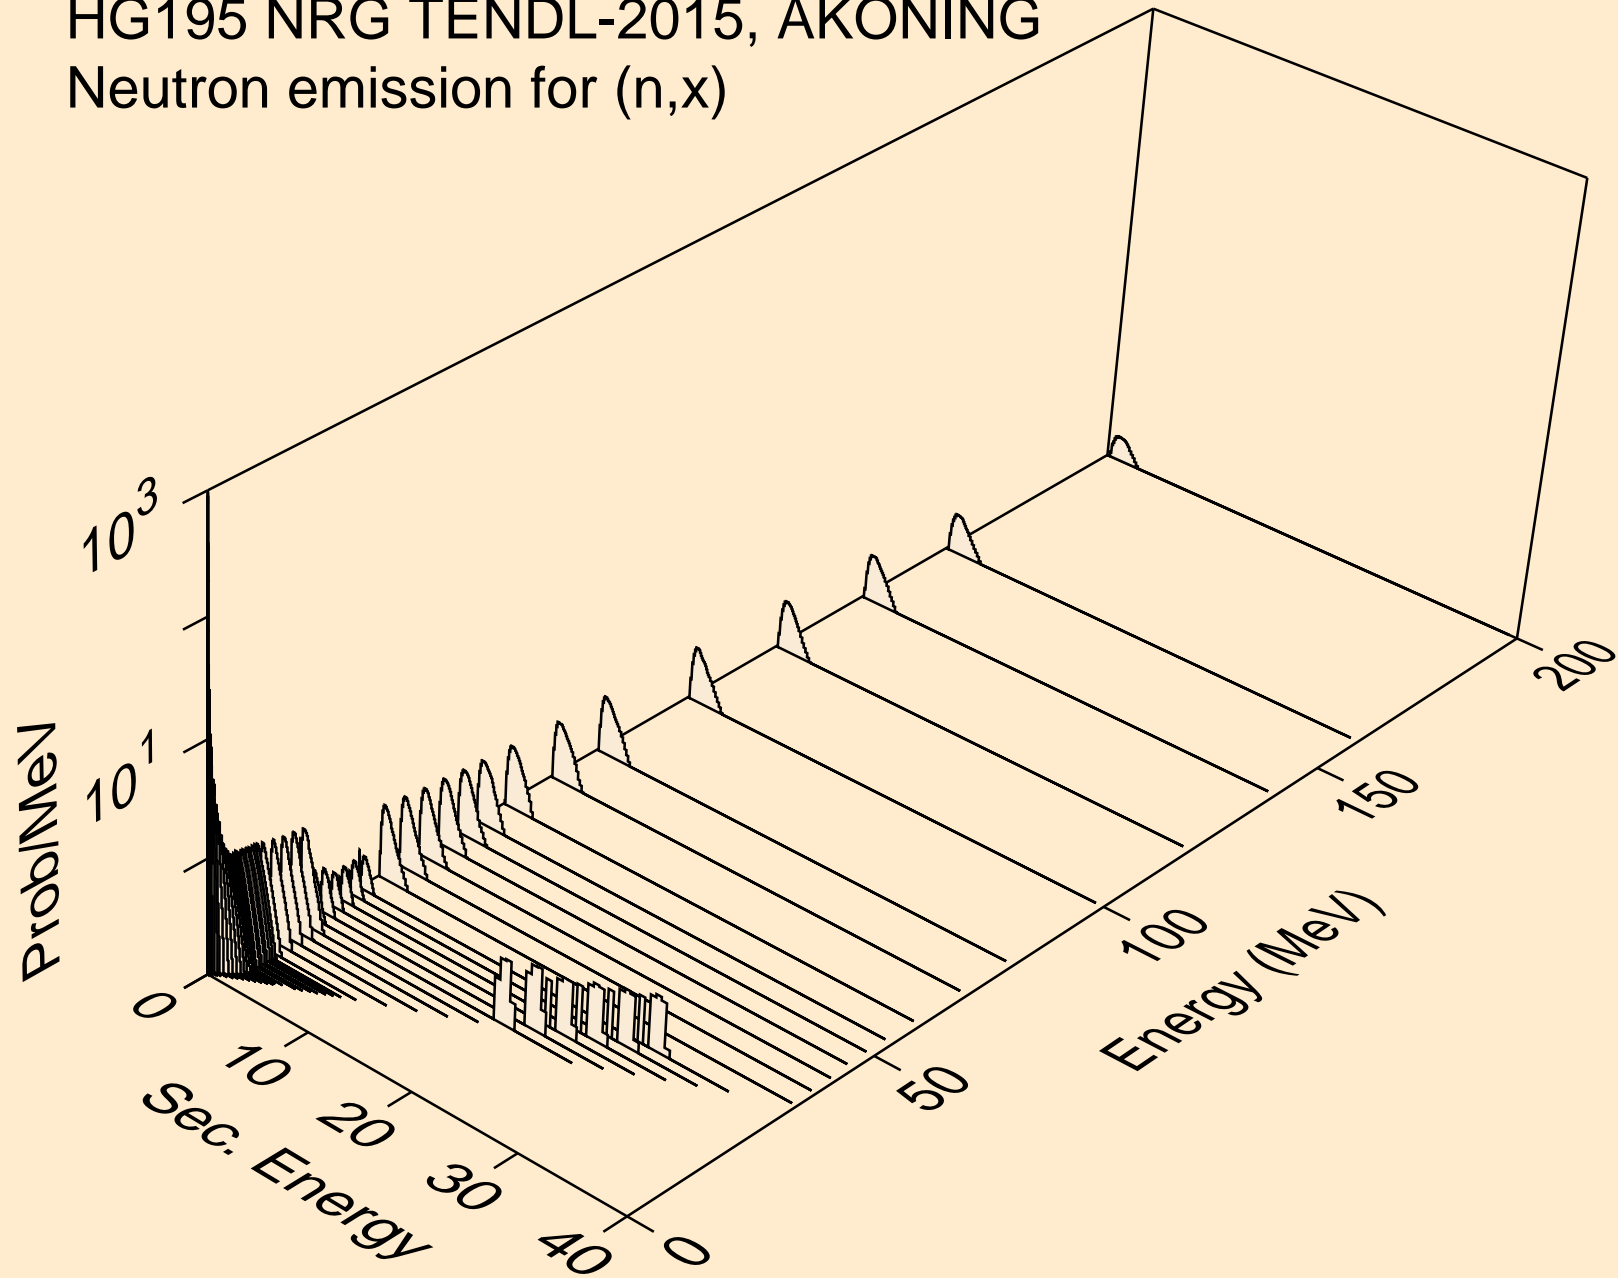 HG195 NRG TENDL-2015, AKONING
Neutron emission for (n,x)
10^3
10^1
Prob/MeV
0
10
20
30
40
Sec. Energy
0
50
100
150
200
Energy (MeV)